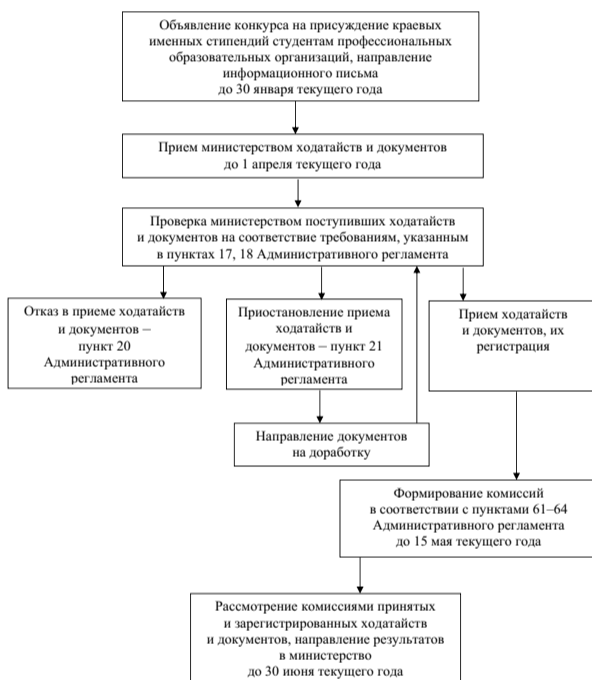 Объявление конкурса на присуждение краевых
именных стипендий студентам профессиональных
образовательных организаций, направление
информационного письма
до 30 января текущего года
Прием министерством ходатайств и документов
до 1 апреля текущего года
Проверка министерством поступивших ходатайств
и документов на соответствие требованиям, указанным
в пунктах 17, 18 Административного регламента
Отказ в приеме ходатайств
и документов –
пункт 20
Административного
регламента
Приостановление приема
ходатайств и
документов – пункт 21
Административного
регламента
Прием ходатайств
и документов, их
регистрация
Направление документов
на доработку
Формирование комиссий
в соответствии с пунктами 61–64
Административного регламента
до 15 мая текущего года
Рассмотрение комиссиями принятых
и зарегистрированных ходатайств
и документов, направление результатов
в министерство
до 30 июня текущего года